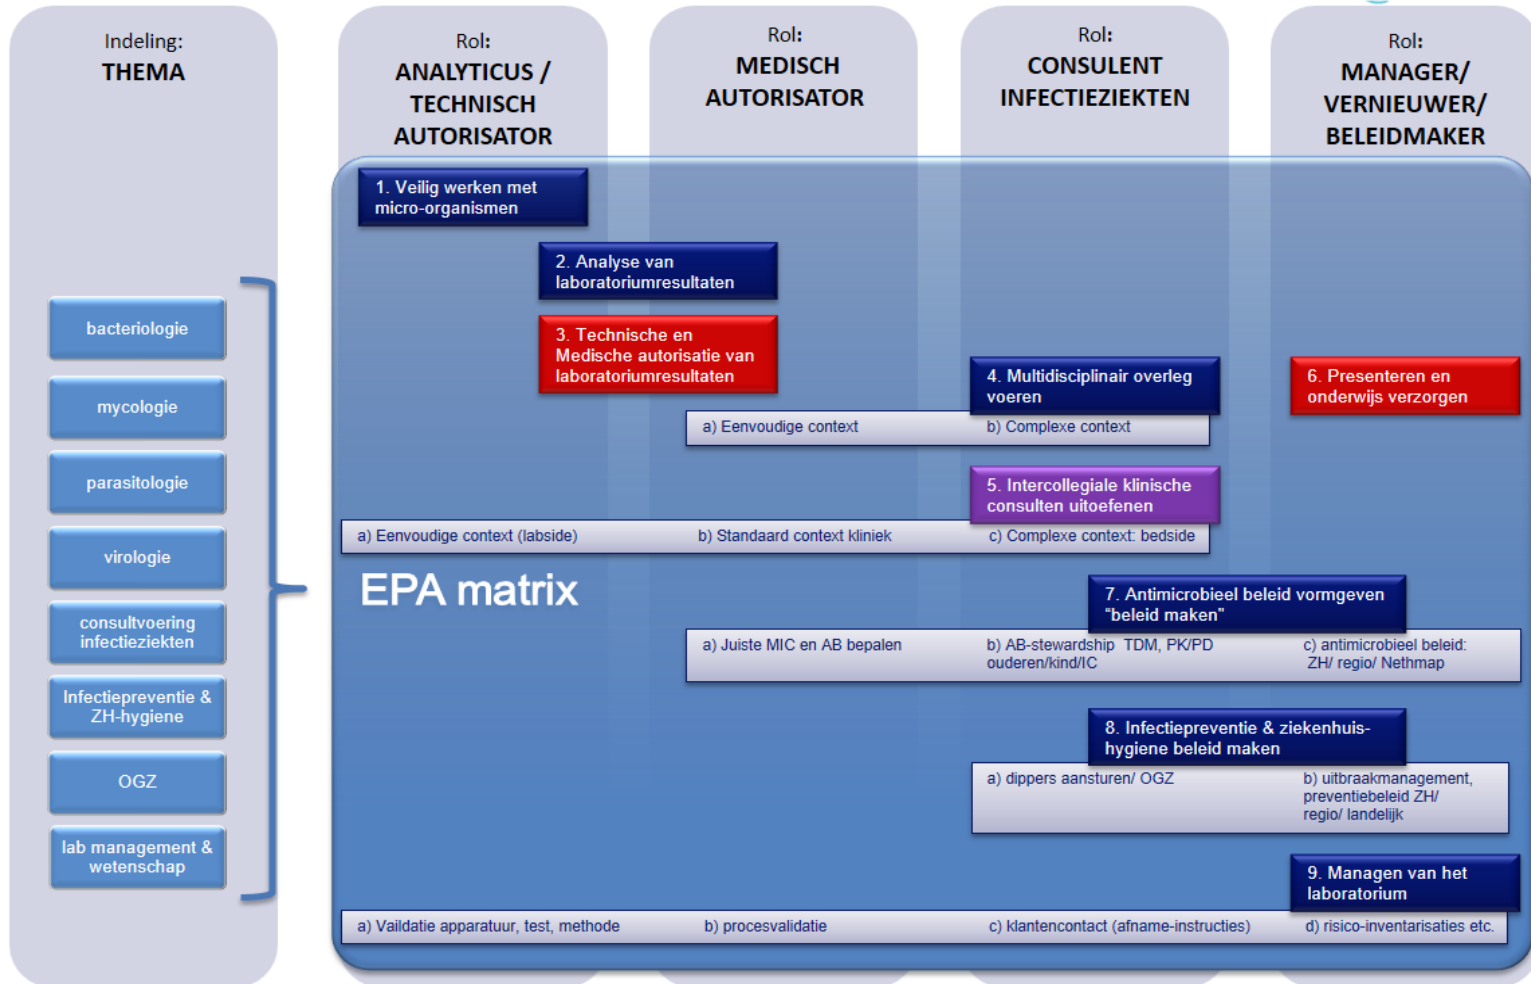 Indeling:
THEMA
bacteriologie
mycologie
parasitologie
virologie
consultvoering
infectieziekten
Infectiepreventie &
ZH-hygiene
OGZ
lab management &
wetenschap
Rol:
ANALYTICUS /
TECHNISCH
AUTORISATOR
Rol:
MEDISCH
AUTORISATOR
Rol:
CONSULENT
INFECTIEZIEKTEN
Rol:
MANAGER/
VERNIEUWER/
BELEIDMAKER
1. Veilig werken met
micro-organismen
2. Analyse van
laboratoriumresultaten
3. Technische en
Medische autorisatie van
laboratoriumresultaten
4. Multidisciplinair overleg
voeren
a) Eenvoudige context
b) Complexe context
6. Presenteren en
onderwijs verzorgen
5. Intercollegiale klinische
consulten uitoefenen
a) Eenvoudige context (labside)
b) Standaard context kliniek
c) Complexe context: bedside
EPA matrix
7. Antimicrobieel beleid vormgeven
“beleid maken"
a) Juiste MIC en AB bepalen
b) AB-stewardship TDM, PK/PD
ouderen/kind/IC
c) antimicrobieel beleid:
ZH/ regio/ Nethmap
8. Infectiepreventie & ziekenhuis-
hygiene beleid maken
a) dippers aansturen/ OGZ
b) uitbraakmanagement,
preventiebeleid ZH/
regio/ landelijk
9. Managen van het
laboratorium
a) Vaildatie apparatuur, test, methode
b) procesvalidatie
c) klantencontact (afname-instructies)
d) risico-inventarisaties etc.